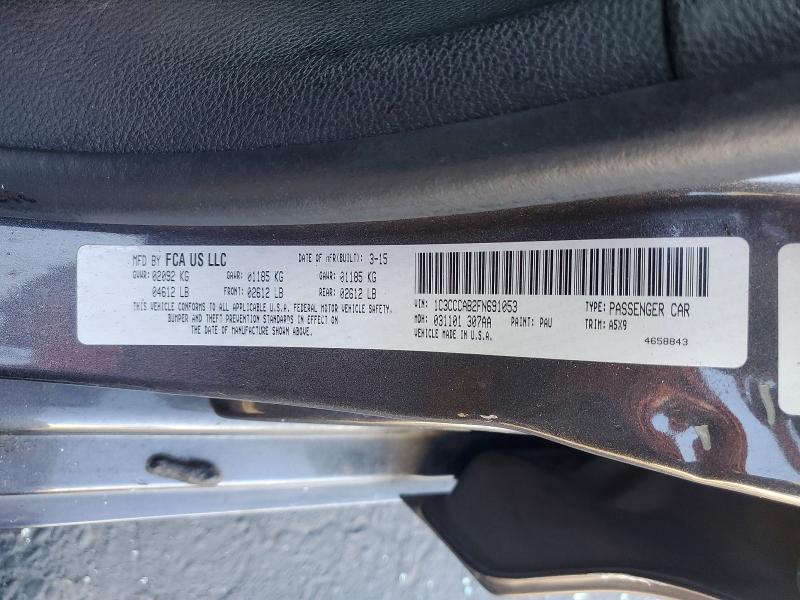 MFD BY FCA US LLC DATE OF MFR(BUILT): 3-15
GVWR: 02092 KG GAWR: 01185 KG GAWR: 01185 KG
04612 LB FRONT: 02612 LB REAR: 02612 LB
THIS VEHICLE CONFORMS TO ALL APPLICABLE U.S.A. FEDERAL MOTOR VEHICLE SAFETY,
BUMPER AND THEFT PREVENTION STANDARDS IN EFFECT ON
THE DATE OF MANUFACTURE SHOWN ABOVE.
VIN: 1C3CCCAB2FN691053 TYPE: PASSENGER CAR
MDH: 031101 307AA PAINT: PAU TRIM: A5X9
VEHICLE MADE IN U.S.A.
4658843